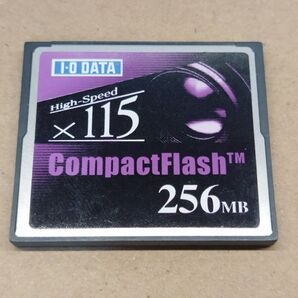 I-O DATA
High-Speed
×115
CompactFlash™
256MB